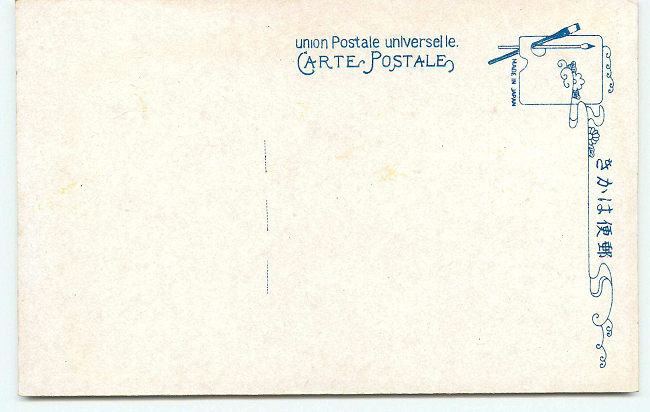 union Postale universelle.
CARTE POSTALE
MADE IN JAPAN
きかは便郵